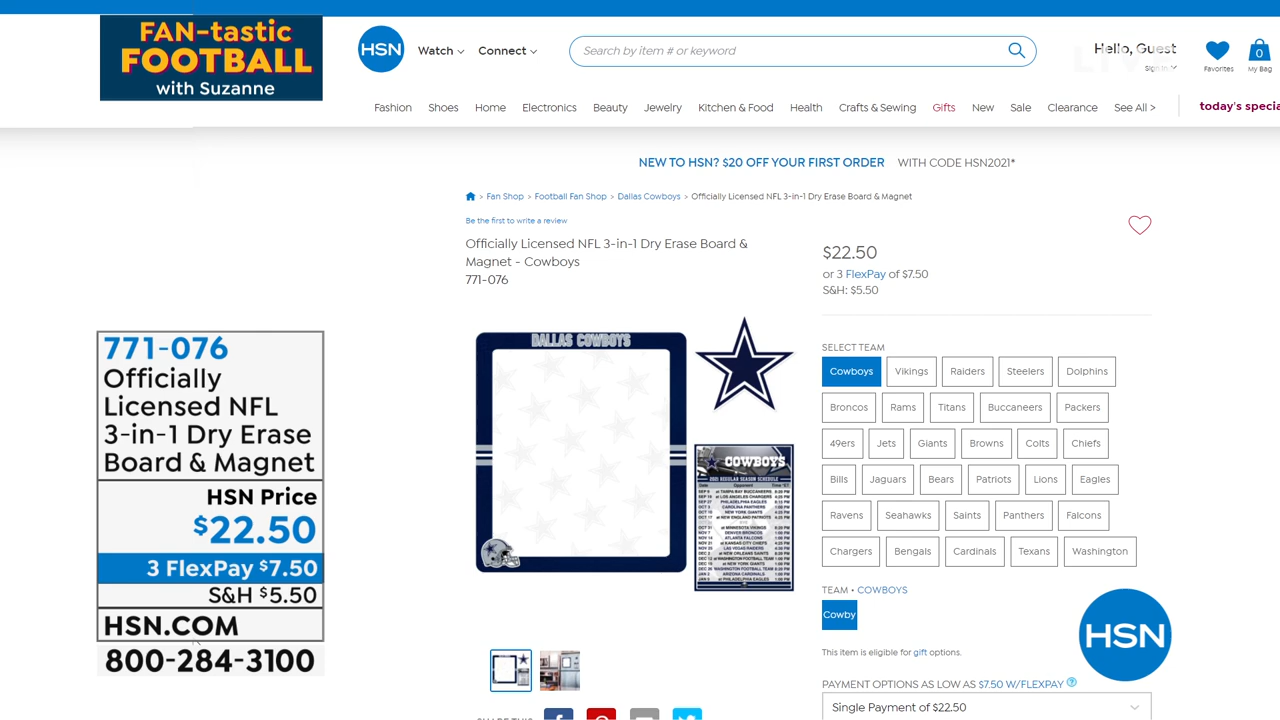 FAN-tastic
FOOTBALL
with Suzanne
HSN
Watch
Connect
Search by item # or keyword
Hello, Guest
Sign In
Favorites
0
My Bag
Fashion Shoes Home Electronics Beauty Jewelry Kitchen & Food Health Crafts & Sewing Gifts New Sale Clearance See All >
today's specia
NEW TO HSN? $20 OFF YOUR FIRST ORDER WITH CODE HSN2021*
> Fan Shop > Football Fan Shop > Dallas Cowboys > Officially Licensed NFL 3-in-1 Dry Erase Board & Magnet
Be the first to write a review
Officially Licensed NFL 3-in-1 Dry Erase Board &
Magnet - Cowboys
771-076
$22.50
or 3 FlexPay of $7.50
S&H: $5.50
771-076
Officially
Licensed NFL
3-in-1 Dry Erase
Board & Magnet
HSN Price
$22.50
3 FlexPay $7.50
S&H $5.50
HSN.COM
800-284-3100
DALLAS COWBOYS
COWBOYS
2021 REGULAR SEASON SCHEDULE
SELECT TEAM
Cowboys Vikings Raiders Steelers Dolphins
Broncos Rams Titans Buccaneers Packers
49ers Jets Giants Browns Colts Chiefs
Bills Jaguars Bears Patriots Lions Eagles
Ravens Seahawks Saints Panthers Falcons
Chargers Bengals Cardinals Texans Washington
TEAM • COWBOYS
Cowby
HSN
This item is eligible for gift options.
PAYMENT OPTIONS AS LOW AS $7.50 W/FLEXPAY
Single Payment of $22.50
SHARE THIS